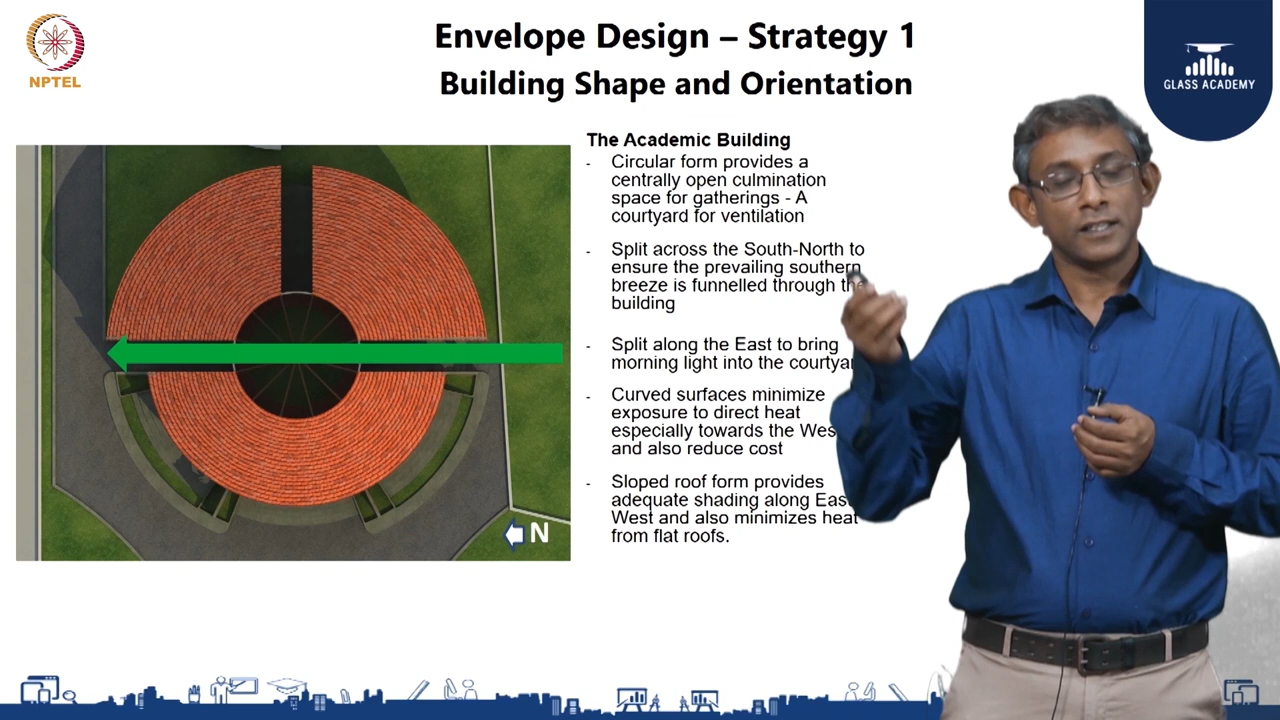 Envelope Design – Strategy 1
Building Shape and Orientation
NPTEL
GLASS ACADEMY
The Academic Building
- Circular form provides a
centrally open culmination
space for gatherings - A
courtyard for ventilation
- Split across the South-North to
ensure the prevailing southern
breeze is funnelled through the
building
- Split along the East to bring
morning light into the courtya
- Curved surfaces minimize
exposure to direct heat
especially towards the Wes
and also reduce cost
- Sloped roof form provides
adequate shading along East
West and also minimizes heat
from flat roofs.
N